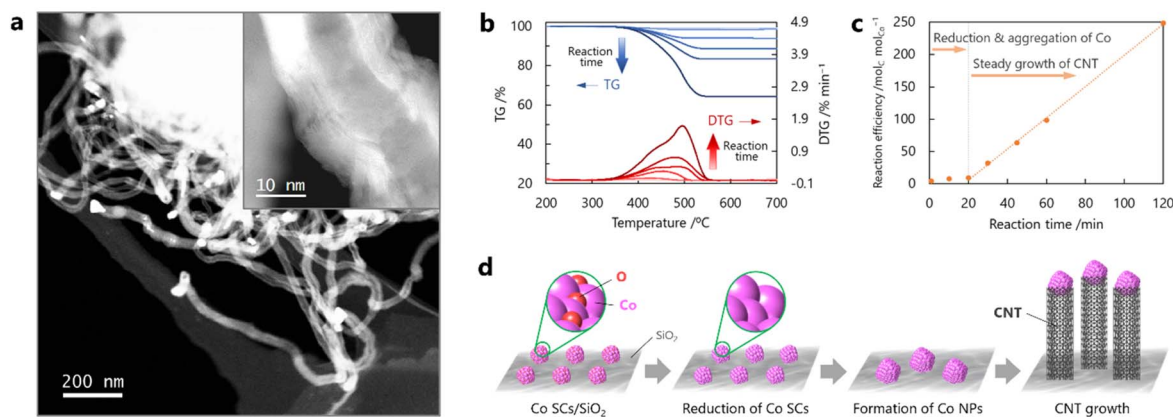 a
10 nm
200 nm
b
100
80
60
40
20
TG /%
4.9
3.9
2.9
1.9
0.9
-0.1
DTG /% min⁻¹
Reaction
time
TG
DTG
Reaction
time
200 300 400 500 600 700
Temperature /ºC
c
250
200
150
100
50
0
Reaction efficiency /molC molCo⁻¹
Reduction & aggregation of Co
Steady growth of CNT
0 20 40 60 80 100 120
Reaction time /min
d
O
Co
SiO₂
CNT
Co SCs/SiO₂
Reduction of Co SCs
Formation of Co NPs
CNT growth